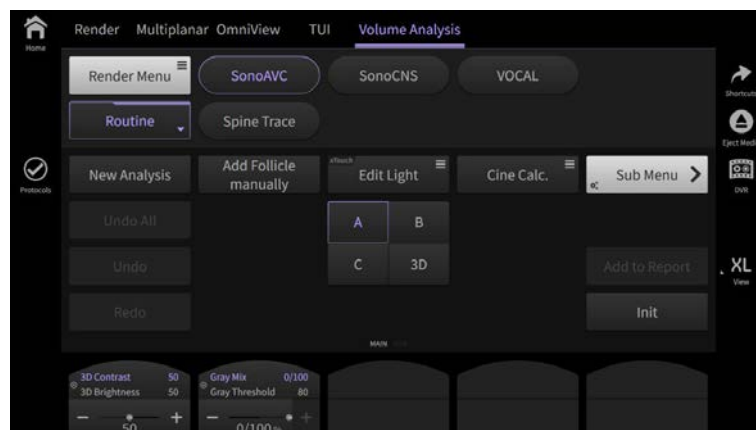 Home
Render Multiplanar OmniView TUI Volume Analysis
Render Menu SonoAVC SonoCNS VOCAL
Shortcuts
Routine Spine Trace
Eject Medi
Protocols
New Analysis
Add Follicle
manually
xTouch
Edit Light
Cine Calc.
Sub Menu
DVR
Undo All
A B
Undo
C 3D
Add to Report
XL
View
Redo
Init
MAIN
3D Contrast 50
3D Brightness 50
Gray Mix 0/100
Gray Threshold 80
- 50 +
- 0/100 +